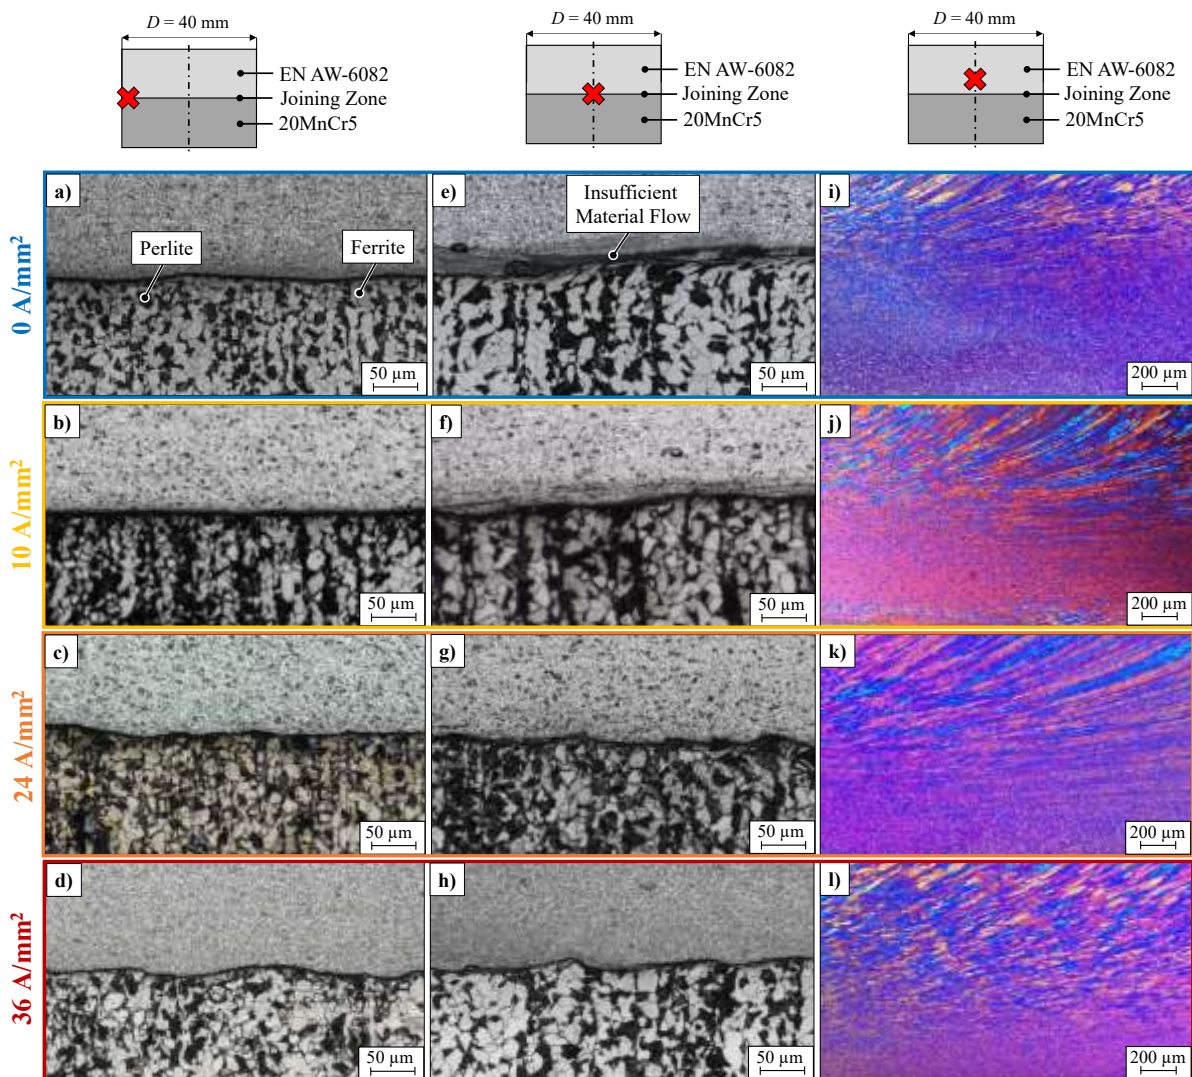 D = 40 mm
EN AW-6082
Joining Zone
20MnCr5
D = 40 mm
EN AW-6082
Joining Zone
20MnCr5
D = 40 mm
EN AW-6082
Joining Zone
20MnCr5
0 A/mm²
a)
Perlite
Ferrite
50 µm
e)
Insufficient
Material Flow
50 µm
i)
200 µm
10 A/mm²
b)
50 µm
f)
50 µm
j)
200 µm
24 A/mm²
c)
50 µm
g)
50 µm
k)
200 µm
36 A/mm²
d)
50 µm
h)
50 µm
l)
200 µm